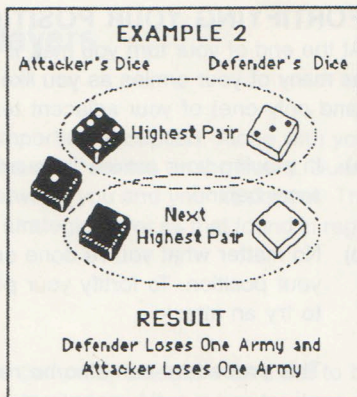 EXAMPLE 2
Attacker's Dice Defender's Dice
Highest Pair
Next
Highest Pair
RESULT
Defender Loses One Army and
Attacker Loses One Army